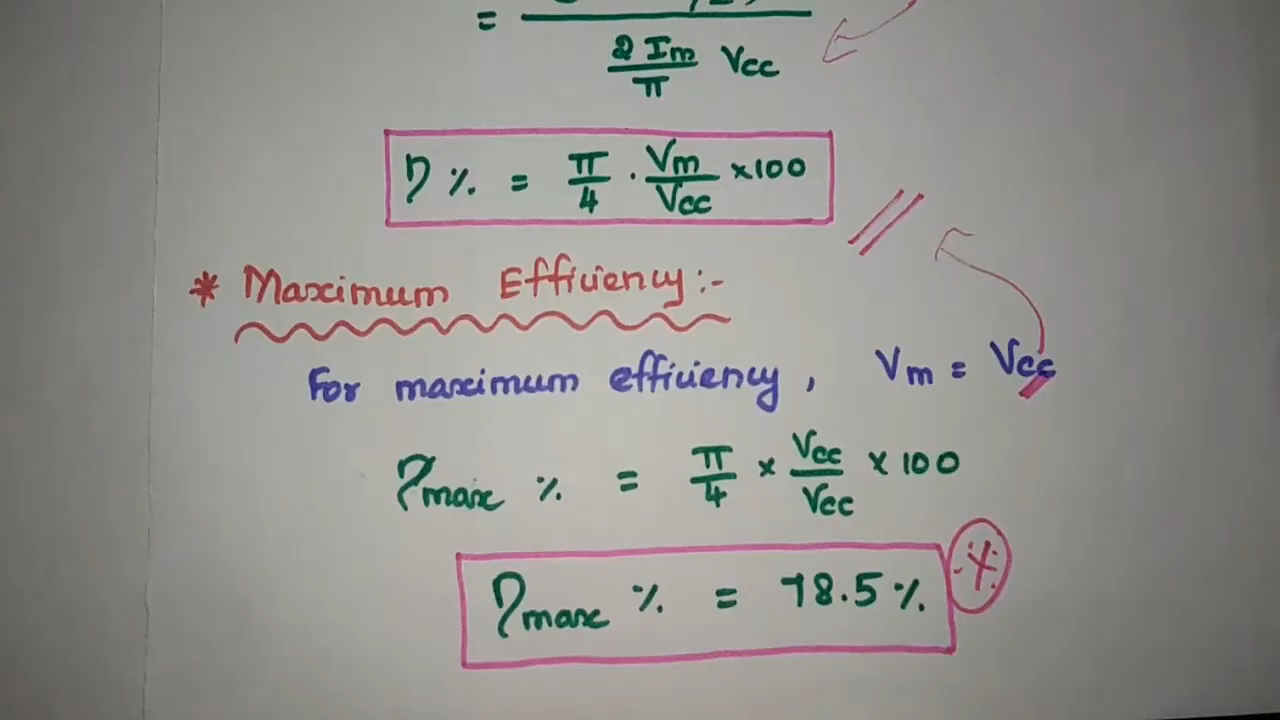 =
2 Im / π Vcc
η % = π/4 . Vm/Vcc ×100
* Maximum Efficiency:-
For maximum efficiency, Vm = Vcc
ηmax % = π/4 × Vcc/Vcc × 100
ηmax % = 78.5 %